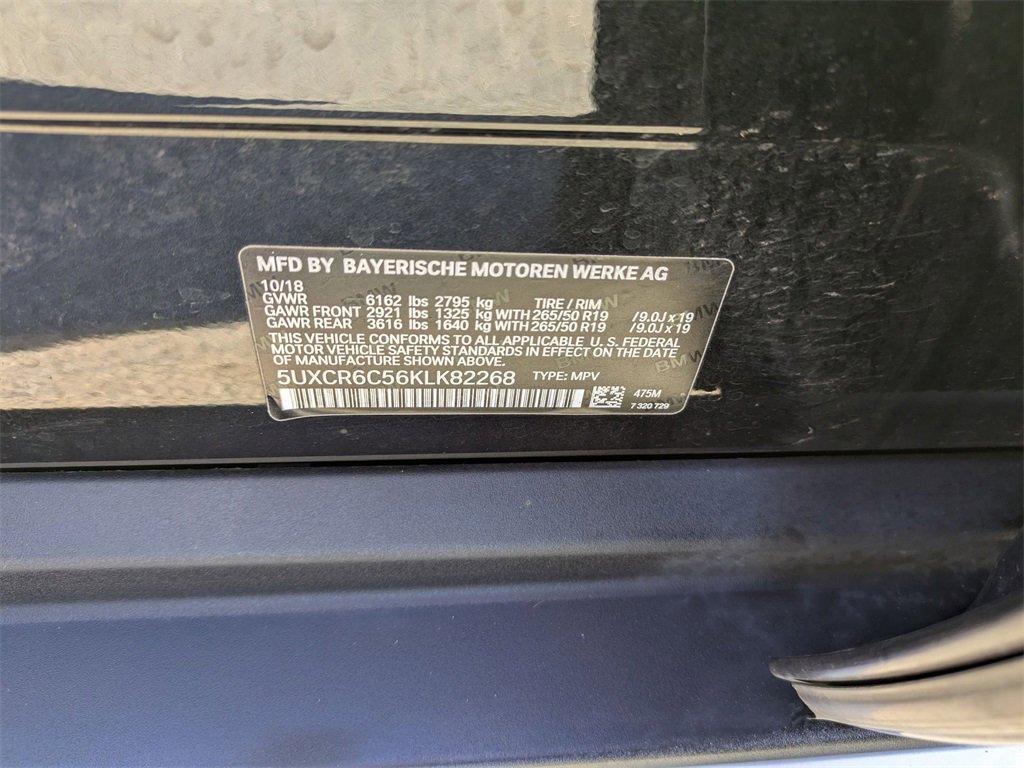 MFD BY BAYERISCHE MOTOREN WERKE AG
10/18
GVWR 6162 lbs 2795 kg TIRE / RIM
GAWR FRONT 2921 lbs 1325 kg WITH 265/50 R19 /9.0J x 19
GAWR REAR 3616 lbs 1640 kg WITH 265/50 R19 /9.0J x 19
THIS VEHICLE CONFORMS TO ALL APPLICABLE U. S. FEDERAL
MOTOR VEHICLE SAFETY STANDARDS IN EFFECT ON THE DATE
OF MANUFACTURE SHOWN ABOVE.
5UXCR6C56KLK82268 TYPE: MPV
475M
7 320 729